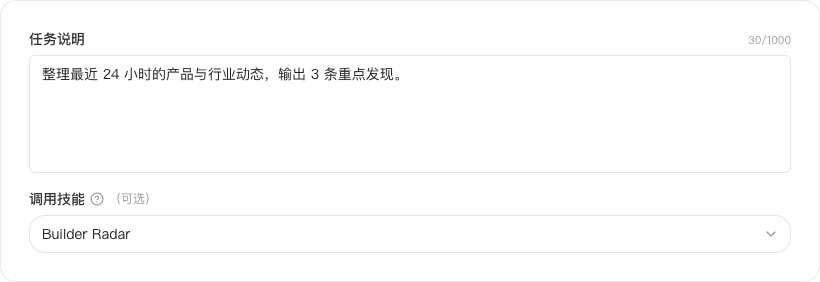 任务说明
30/1000
整理最近 24 小时的产品与行业动态，输出 3 条重点发现。
调用技能 ? （可选）
Builder Radar